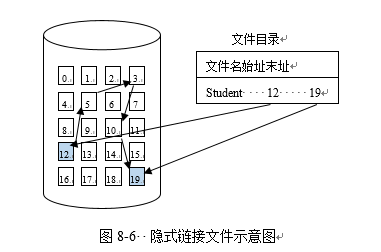 文件目录
文件名始址末址
Student····12·····19
0 1 2 3
4 5 6 7
8 9 10 11
12 13 14 15
16 17 18 19
图 8-6··隐式链接文件示意图